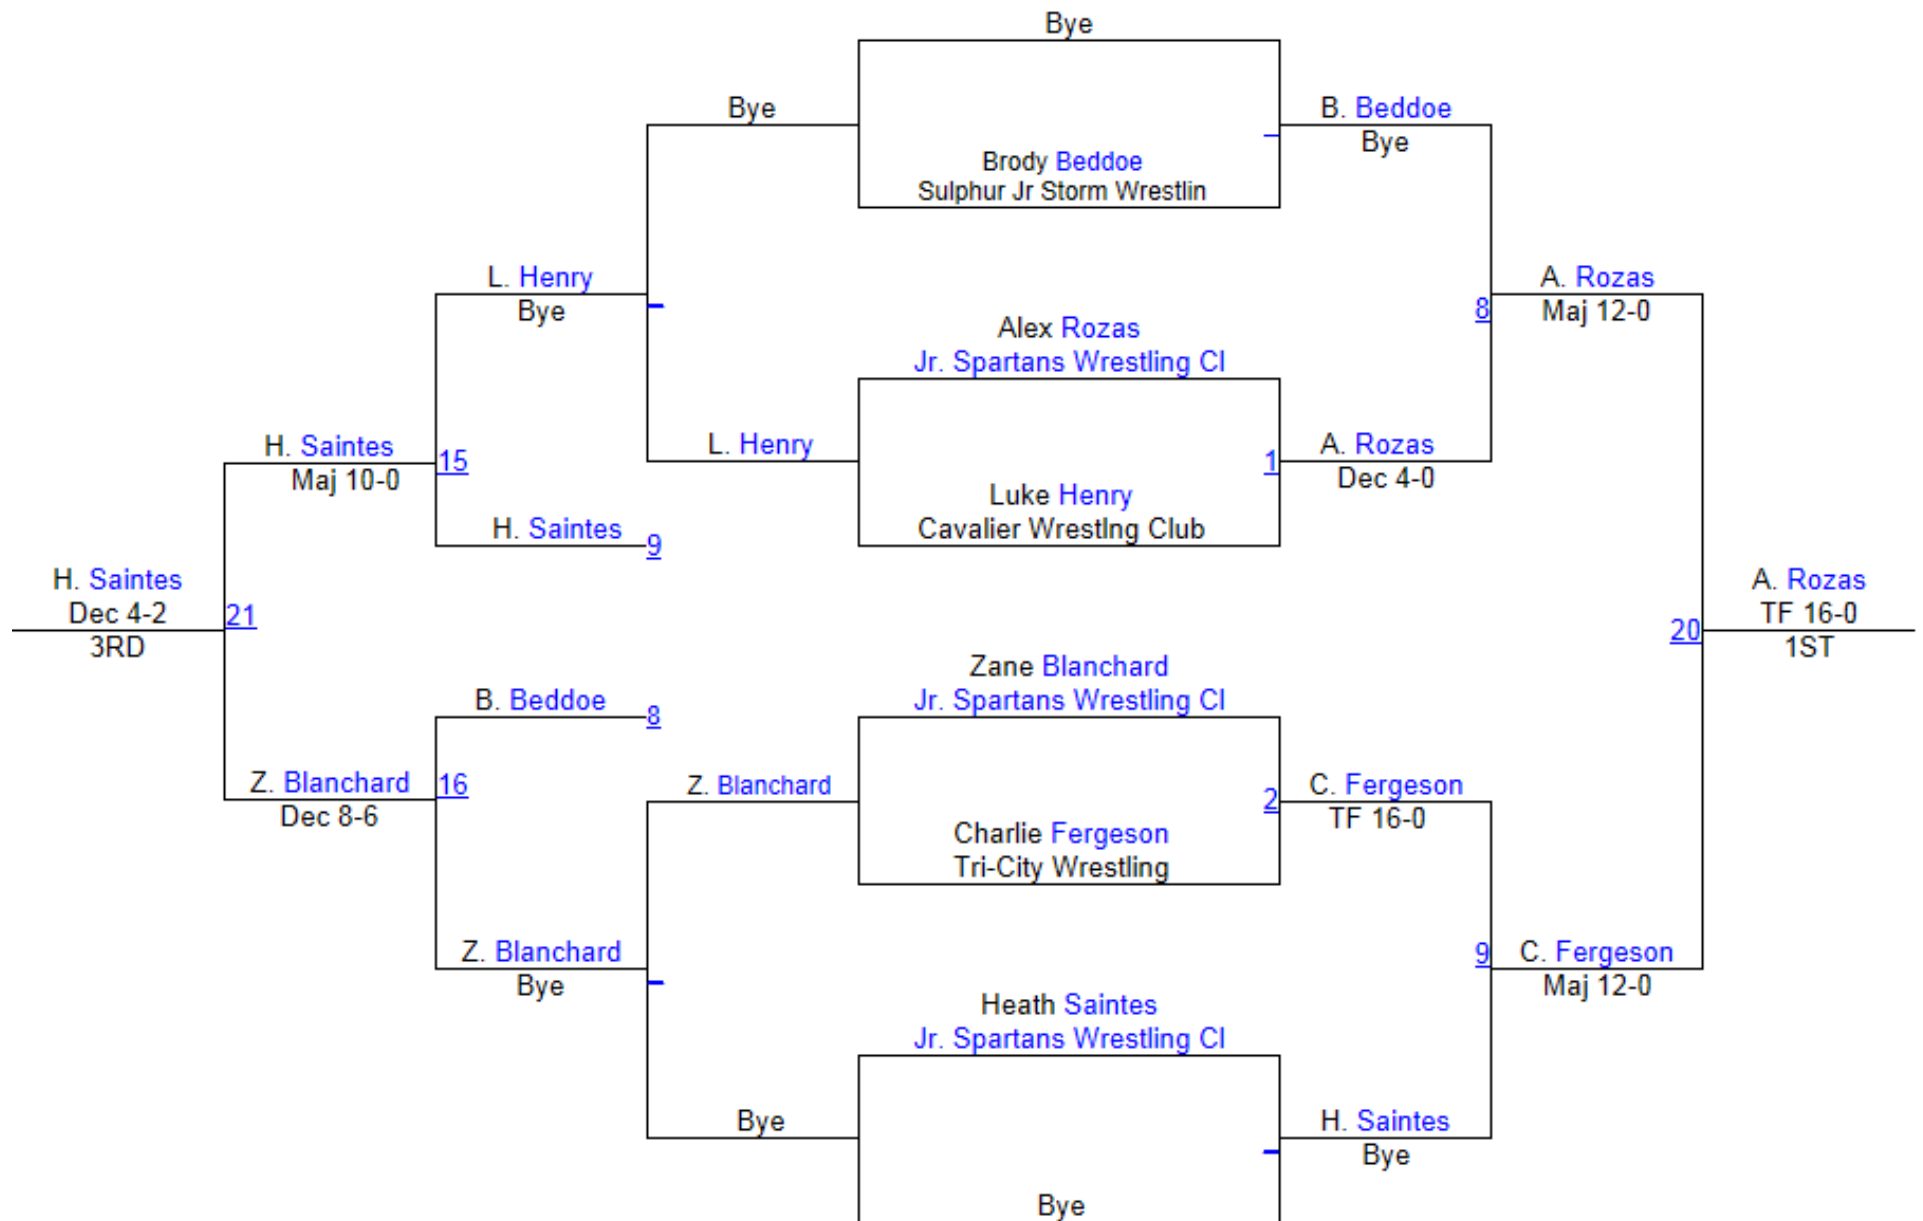 Bye
Bye
B. Beddoe
Bye
Brody Beddoe
Sulphur Jr Storm Wrestlin
L. Henry
Bye
A. Rozas
Maj 12-0
8
Alex Rozas
Jr. Spartans Wrestling Cl
H. Saintes
Maj 10-0
15
L. Henry
1
A. Rozas
Dec 4-0
Luke Henry
Cavalier Wrestlng Club
H. Saintes
9
H. Saintes
Dec 4-2
3RD
21
A. Rozas
TF 16-0
1ST
20
Zane Blanchard
Jr. Spartans Wrestling Cl
B. Beddoe
8
Z. Blanchard
Dec 8-6
16
Z. Blanchard
2
C. Fergeson
TF 16-0
Charlie Fergeson
Tri-City Wrestling
Z. Blanchard
Bye
9
C. Fergeson
Maj 12-0
Heath Saintes
Jr. Spartans Wrestling Cl
Bye
H. Saintes
Bye
Bye